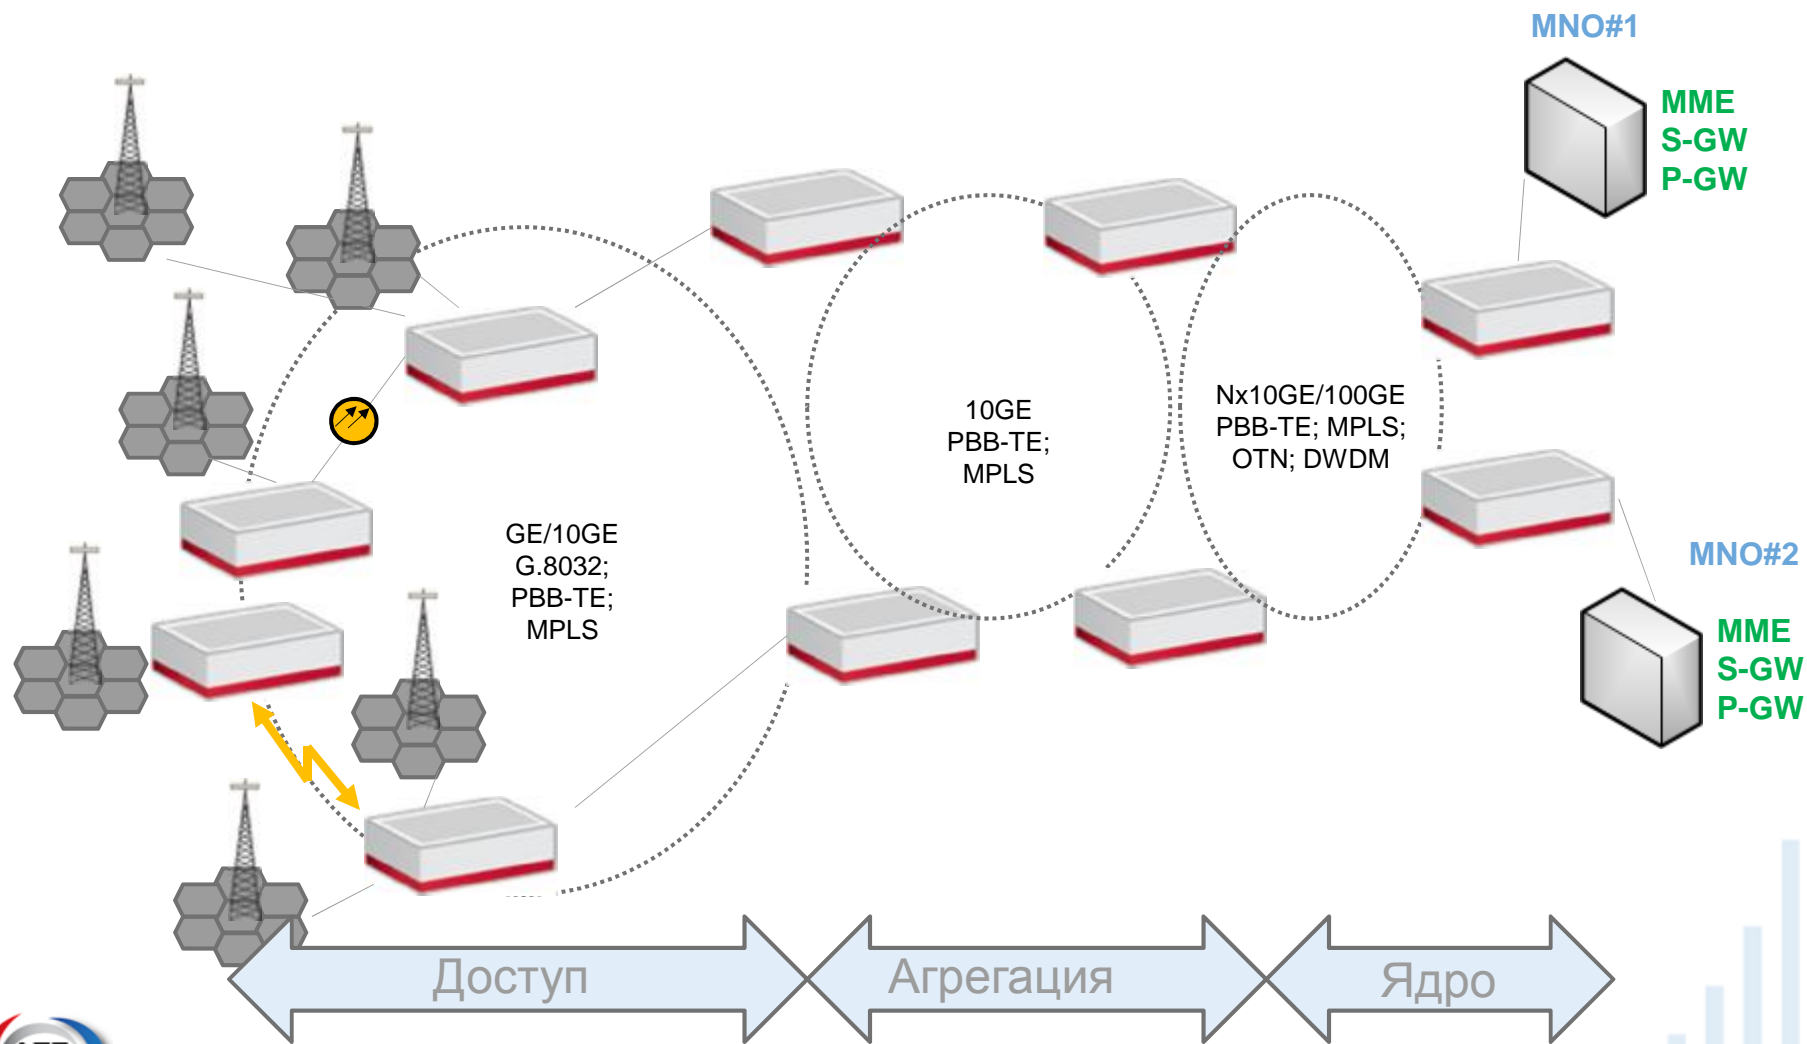 MNO#1
MME
S-GW
P-GW
10GE
PBB-TE;
MPLS
Nx10GE/100GE
PBB-TE; MPLS;
OTN; DWDM
GE/10GE
G.8032;
PBB-TE;
MPLS
MNO#2
MME
S-GW
P-GW
Доступ
Агрегация
Ядро